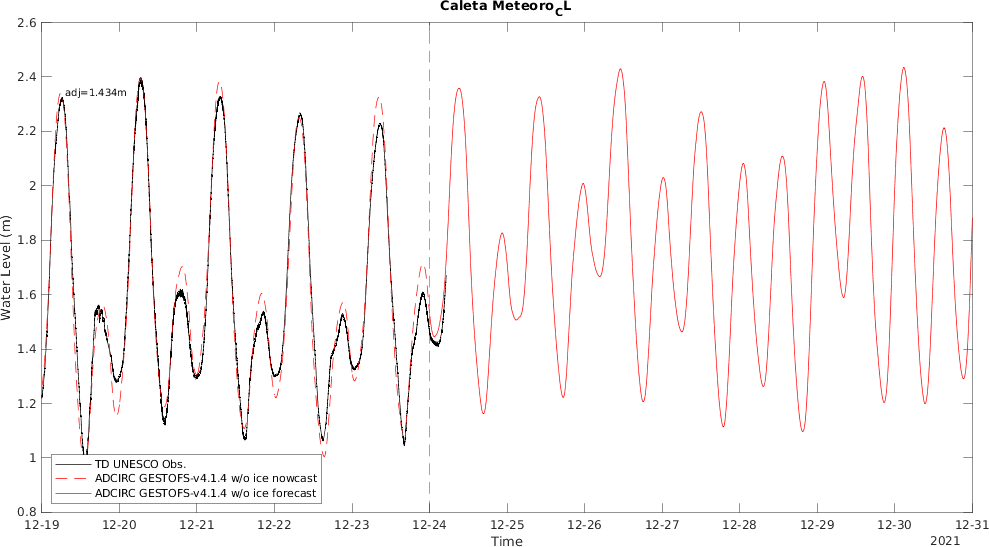 Caleta Meteoro_CL
2.6
2.4
adj=1.434m
2.2
2
1.8
1.6
1.4
1.2
1
0.8
Water Level (m)
TD UNESCO Obs.
ADCIRC GESTOFS-v4.1.4 w/o ice nowcast
ADCIRC GESTOFS-v4.1.4 w/o ice forecast
12-19 12-20 12-21 12-22 12-23 12-24 12-25 12-26 12-27 12-28 12-29 12-30 12-31
Time
2021